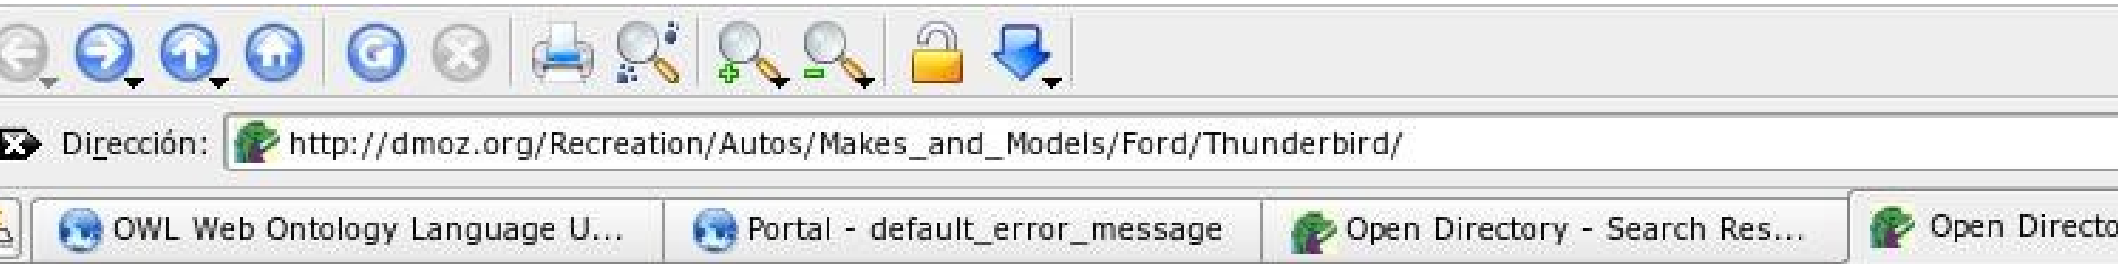 Dirección: http://dmoz.org/Recreation/Autos/Makes_and_Models/Ford/Thunderbird/
OWL Web Ontology Language U... Portal - default_error_message Open Directory - Search Res... Open Directo